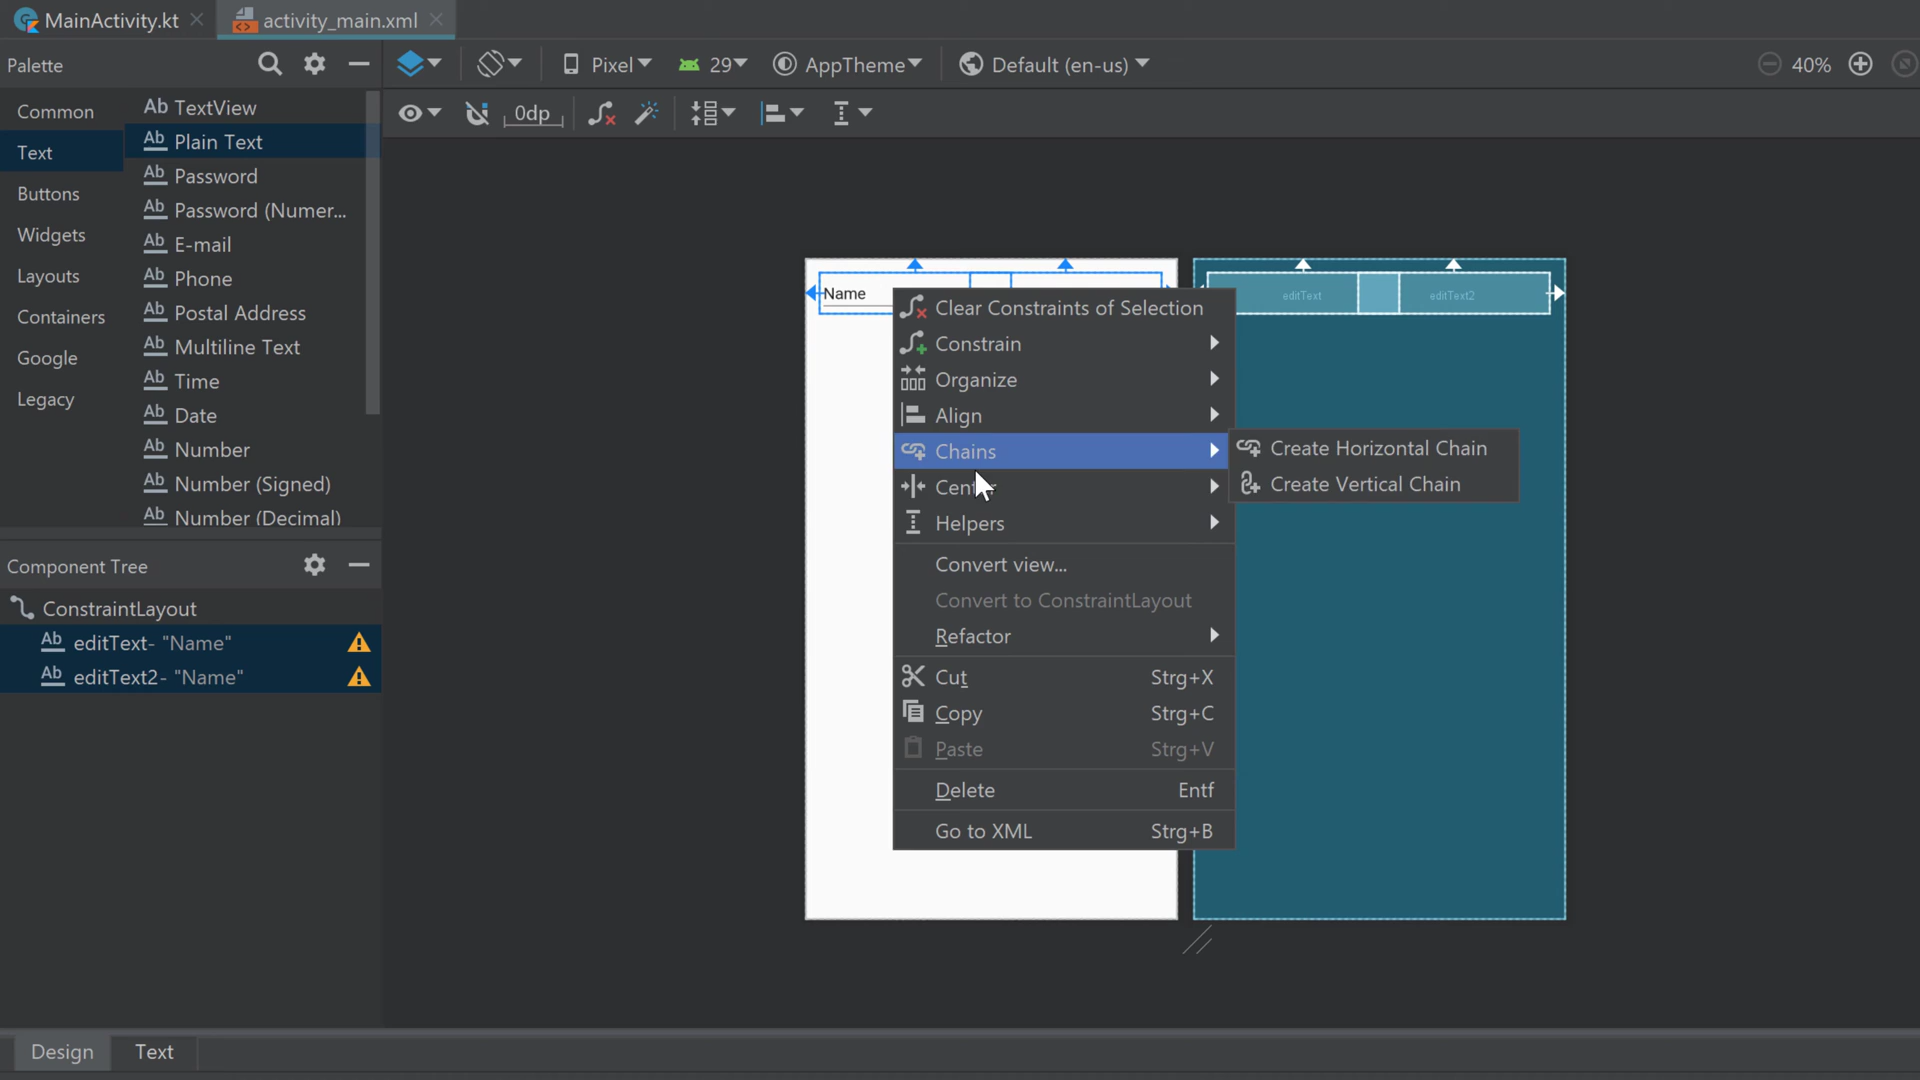 MainActivity.kt
activity_main.xml
Palette
Pixel
29
AppTheme
Default (en-us)
40%
0dp
Common
Text
Buttons
Widgets
Layouts
Containers
Google
Legacy
Ab TextView
Ab Plain Text
Ab Password
Ab Password (Numer...
Ab E-mail
Ab Phone
Ab Postal Address
Ab Multiline Text
Ab Time
Ab Date
Ab Number
Ab Number (Signed)
Ab Number (Decimal)
Component Tree
ConstraintLayout
Ab editText- "Name"
Ab editText2- "Name"
Name
editText
editText2
Clear Constraints of Selection
Constrain
Organize
Align
Chains
Create Horizontal Chain
Create Vertical Chain
Helpers
Convert view...
Convert to ConstraintLayout
Refactor
Cut Strg+X
Copy Strg+C
Paste Strg+V
Delete Entf
Go to XML Strg+B
Design
Text